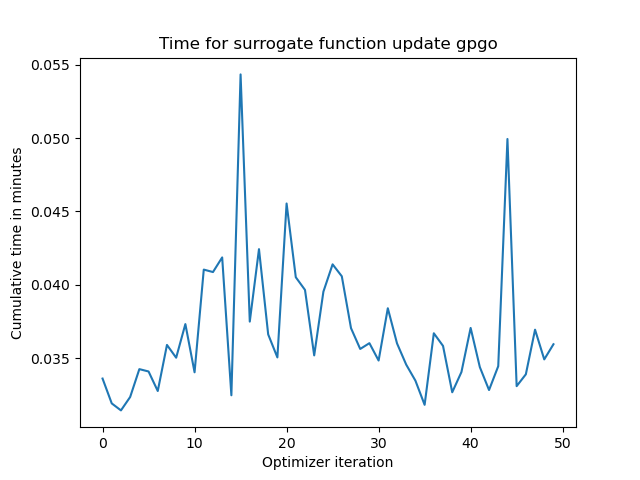 Time for surrogate function update gpgo
0.055
0.050
0.045
0.040
0.035
Cumulative time in minutes
0 10 20 30 40 50
Optimizer iteration